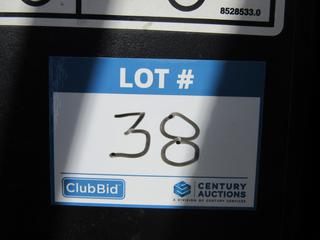 8528533.0
LOT #
38
ClubBid
CENTURY
AUCTIONS
A DIVISION OF CENTURY SERVICES